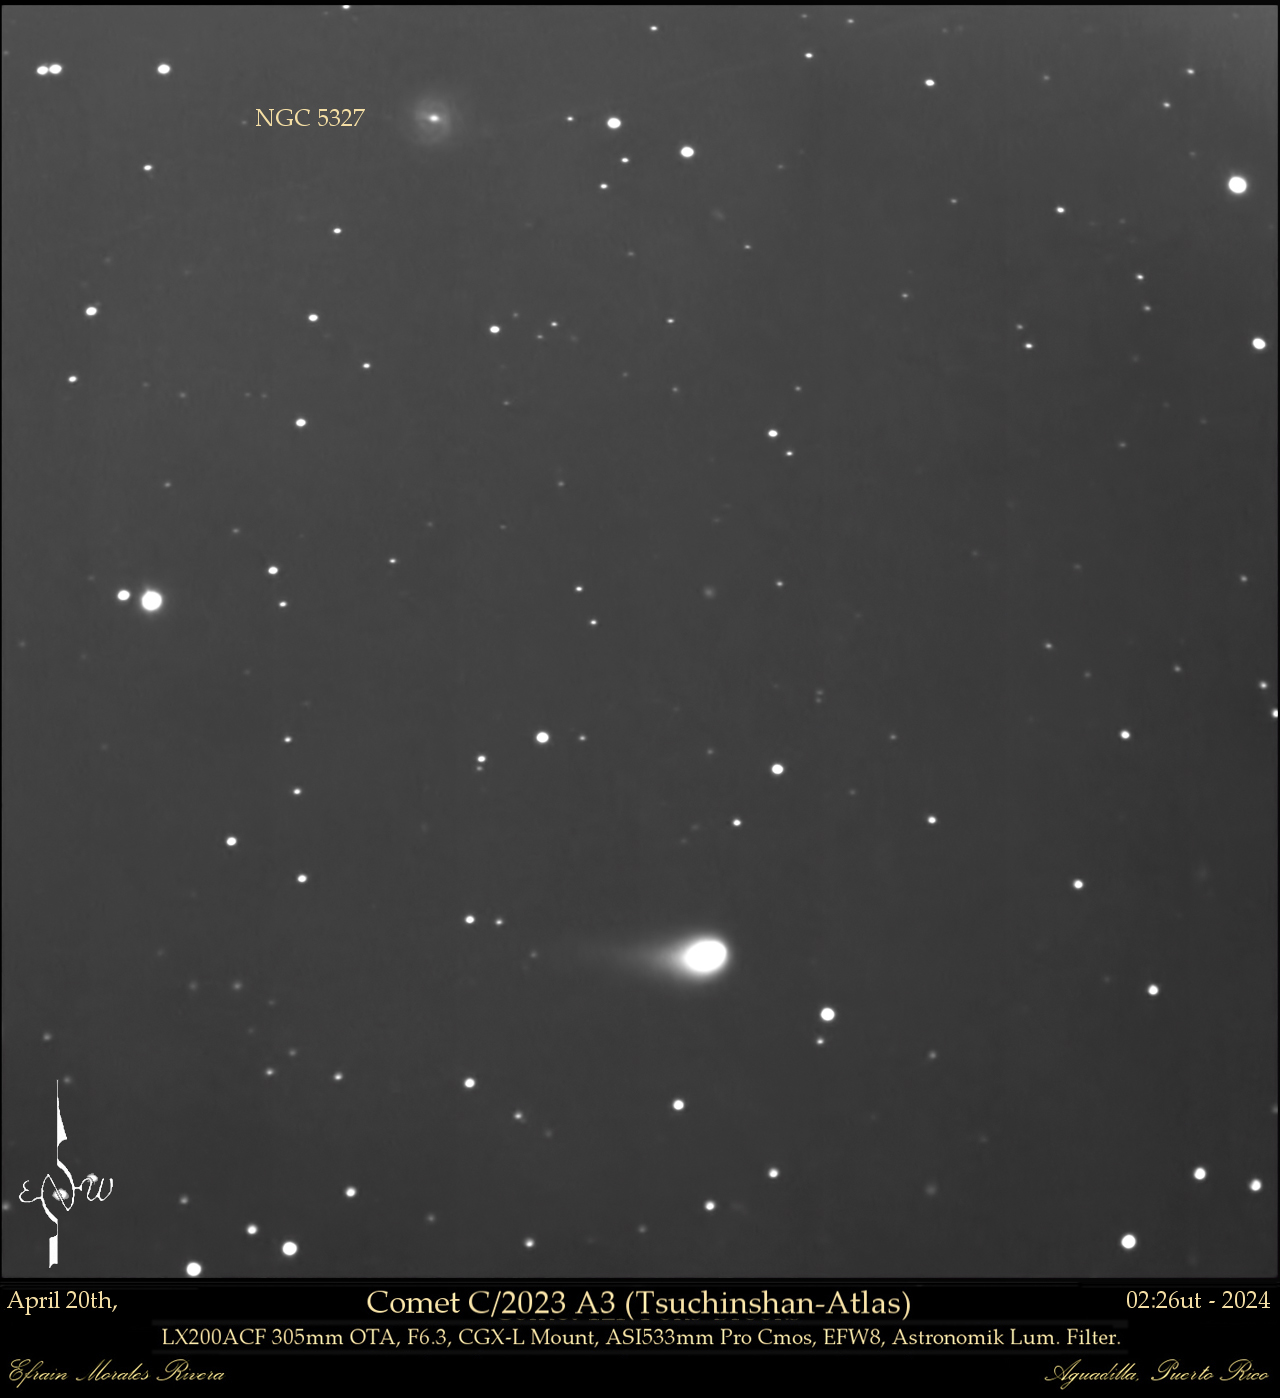 NGC 5327
E N W
April 20th,
Comet C/2023 A3 (Tsuchinshan-Atlas)
02:26ut - 2024
LX200ACF 305mm OTA, F6.3, CGX-L Mount, ASI533mm Pro Cmos, EFW8, Astronomik Lum. Filter.
Efrain Morales Rivera
Aguadilla, Puerto Rico